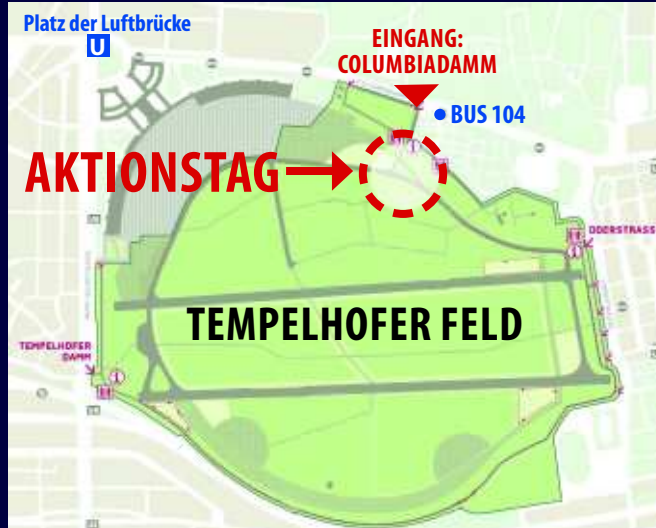 Platz der Luftbrücke
U
EINGANG:
COLUMBIADAMM
BUS 104
AKTIONSTAG
ODERSTRASSE
TEMPELHOFER FELD
TEMPELHOFER
DAMM